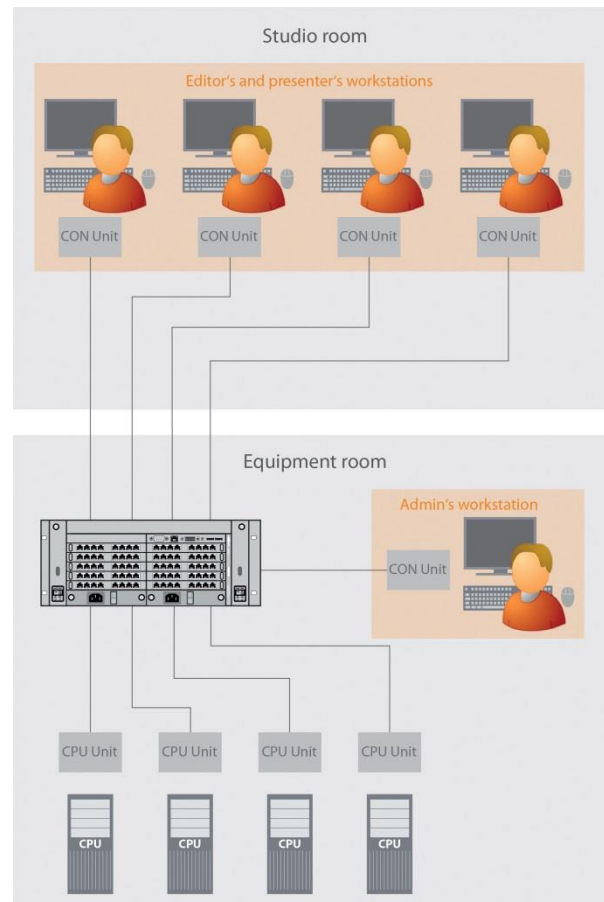 Studio room
Editor's and presenter's workstations
CON Unit CON Unit CON Unit CON Unit
Equipment room
Admin's workstation
CON Unit
CPU Unit CPU Unit CPU Unit CPU Unit
CPU CPU CPU CPU